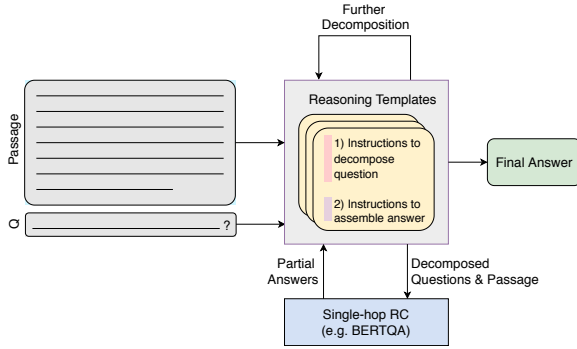 Further
Decomposition
Passage
Reasoning Templates
1) Instructions to
decompose
question
2) Instructions to
assemble answer
Final Answer
Q
?
Partial
Answers
Decomposed
Questions & Passage
Single-hop RC
(e.g. BERTQA)